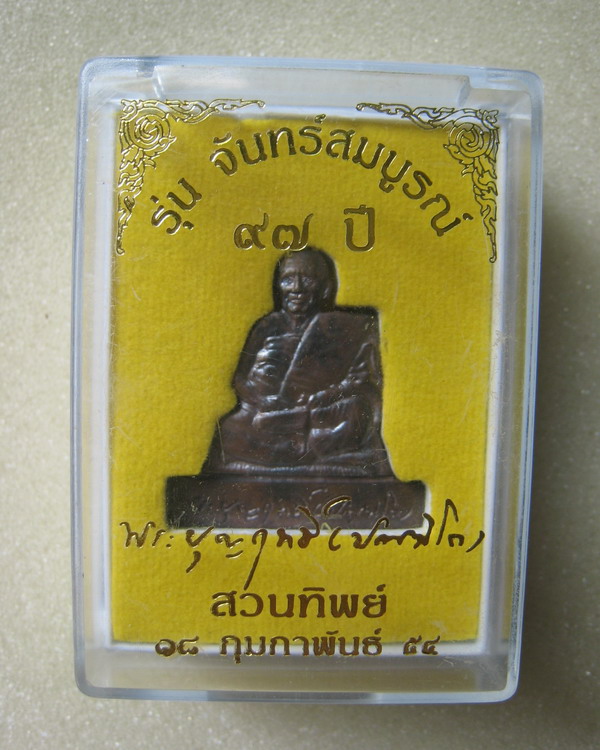 รุ่น จันทร์สมบูรณ์
๙๗ ปี
พระบุญฤทธิ์ (ปณฺฑิโต)
สวนทิพย์
๑๘ กุมภาพันธ์ ๕๔